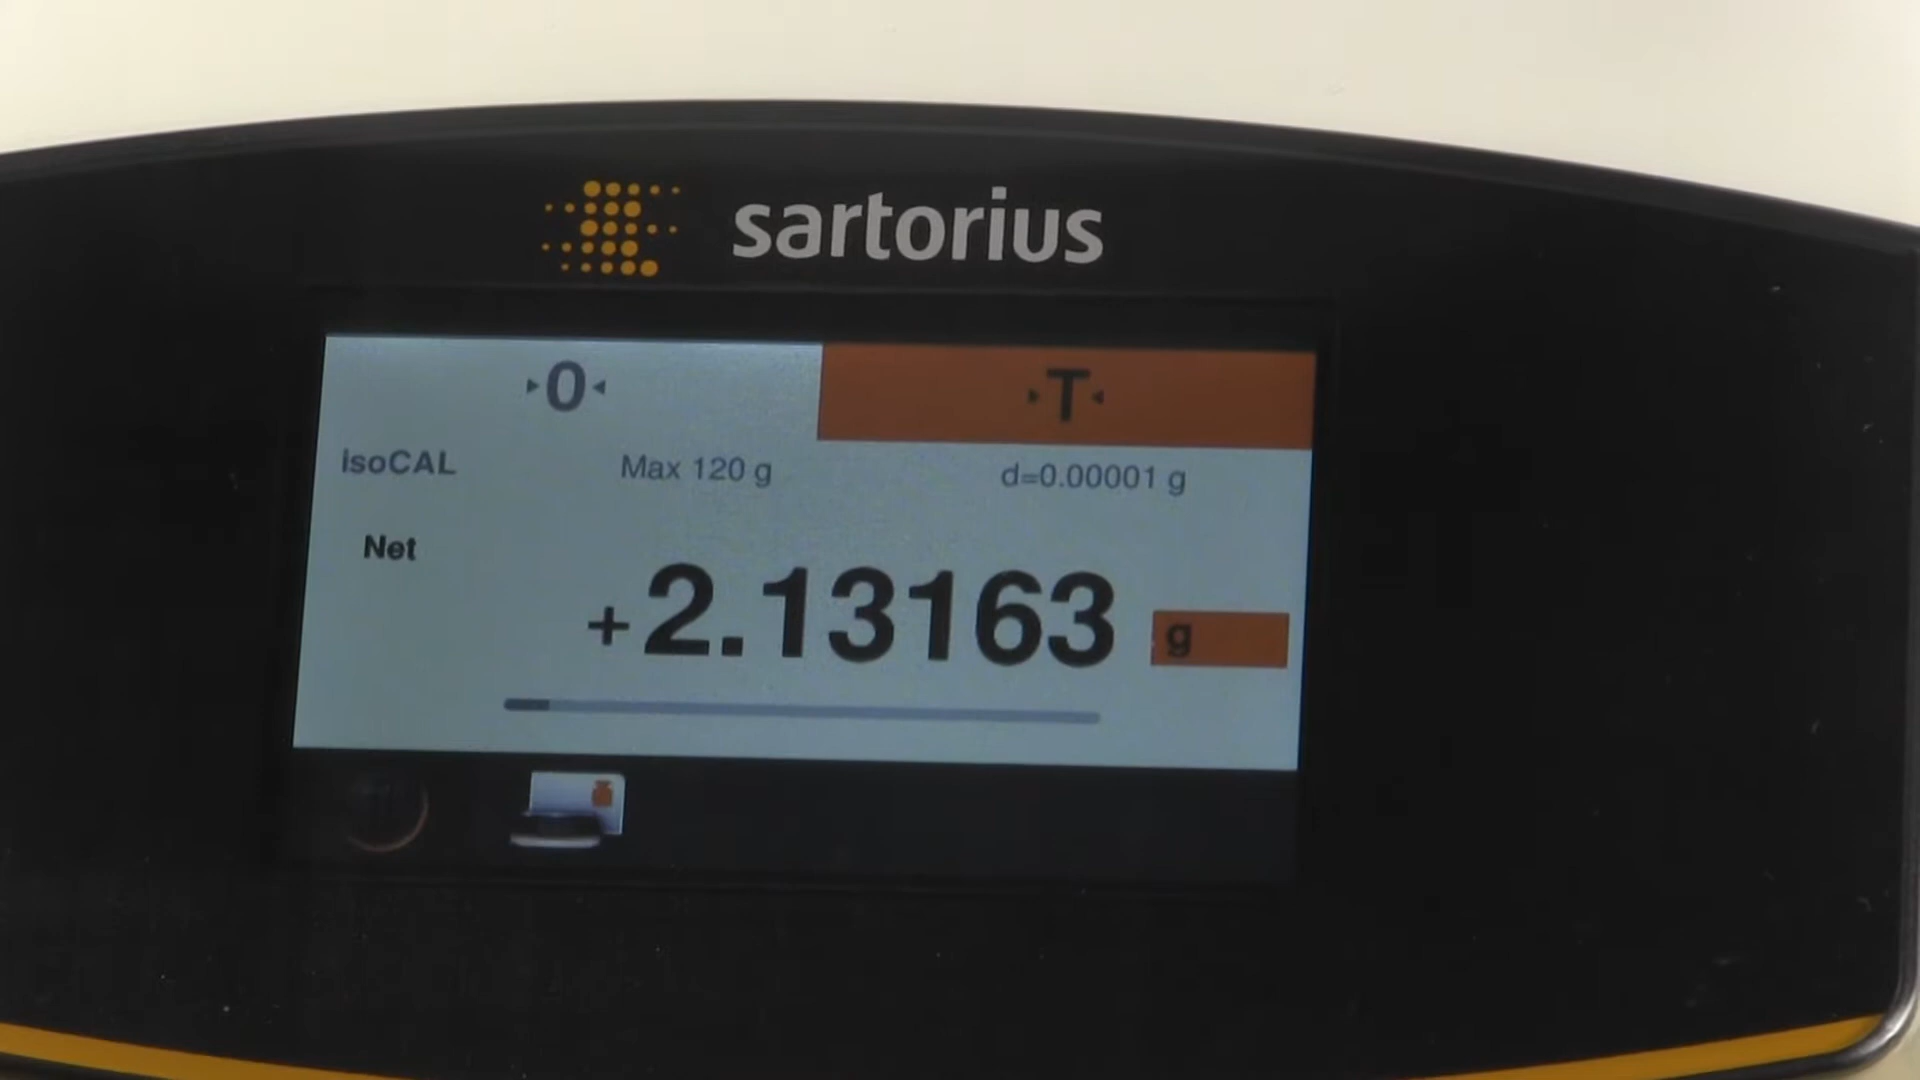 sartorius
▸0◂ ▸T◂
isoCAL Max 120 g d=0.00001 g
Net
+2.13163 g